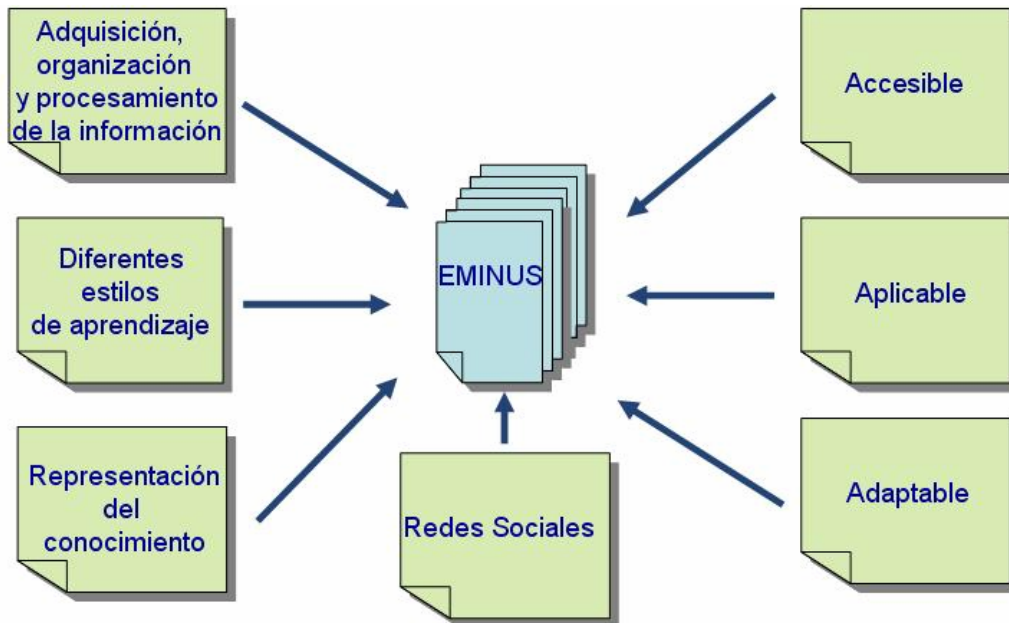 Adquisición,
organización
y procesamiento
de la información
Diferentes
estilos
de aprendizaje
Representación
del
conocimiento
EMINUS
Redes Sociales
Accesible
Aplicable
Adaptable